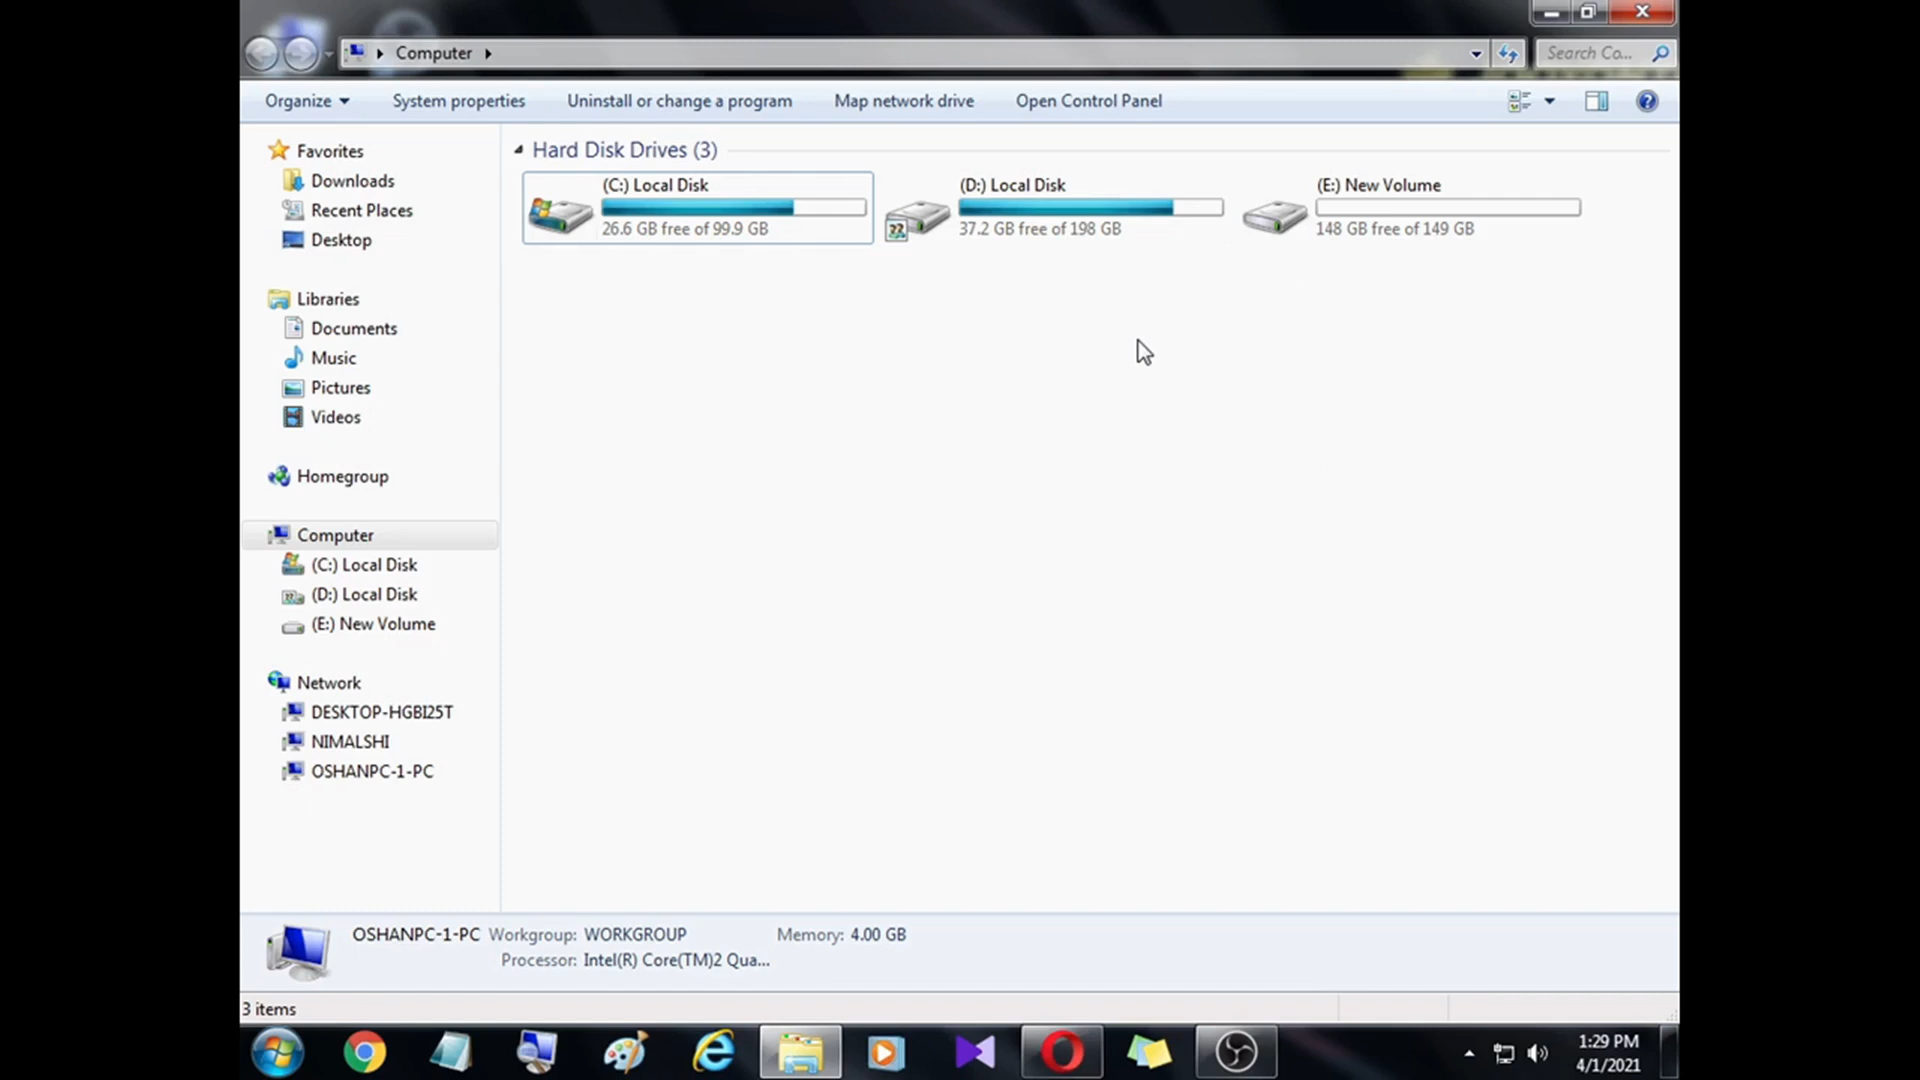 Computer
Search Co...
Organize
System properties
Uninstall or change a program
Map network drive
Open Control Panel
Favorites
Downloads
Recent Places
Desktop
Libraries
Documents
Music
Pictures
Videos
Homegroup
Computer
(C:) Local Disk
(D:) Local Disk
(E:) New Volume
Network
DESKTOP-HGBI25T
NIMALSHI
OSHANPC-1-PC
Hard Disk Drives (3)
(C:) Local Disk
26.6 GB free of 99.9 GB
(D:) Local Disk
37.2 GB free of 198 GB
(E:) New Volume
148 GB free of 149 GB
OSHANPC-1-PC Workgroup: WORKGROUP Memory: 4.00 GB
Processor: Intel(R) Core(TM)2 Qua...
3 items
1:29 PM
4/1/2021